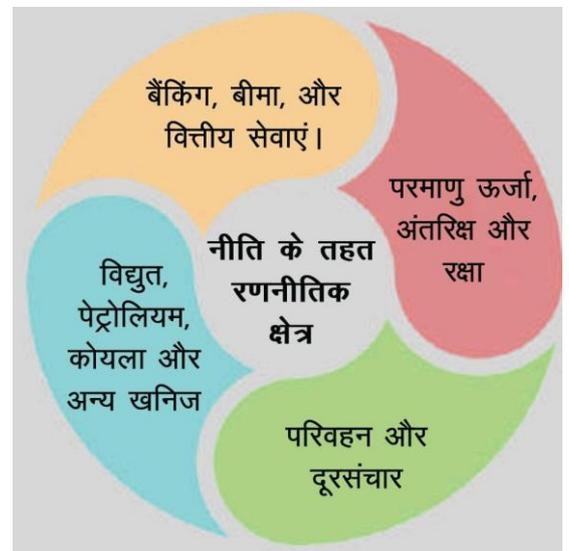 बैंकिंग, बीमा, और
वित्तीय सेवाएं।
परमाणु ऊर्जा,
अंतरिक्ष और
रक्षा
नीति के तहत
रणनीतिक
क्षेत्र
विद्युत,
पेट्रोलियम,
कोयला और
अन्य खनिज
परिवहन और
दूरसंचार